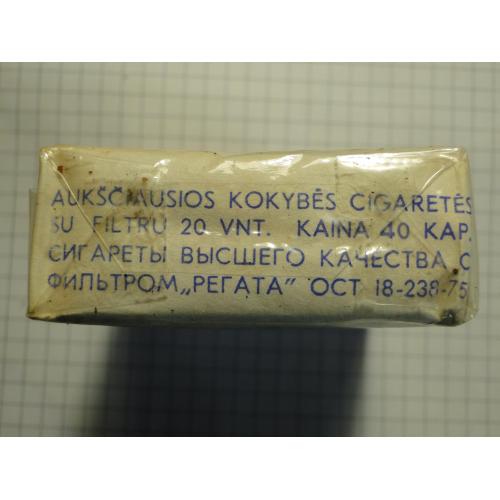 AUKŠČIAUSIOS KOKYBĖS CIGARETĖS
SU FILTRU 20 VNT. KAINA 40 KAP.
СИГАРЕТЫ ВЫСШЕГО КАЧЕСТВА С
ФИЛЬТРОМ „РЕГАТА" ОСТ 18-238-75